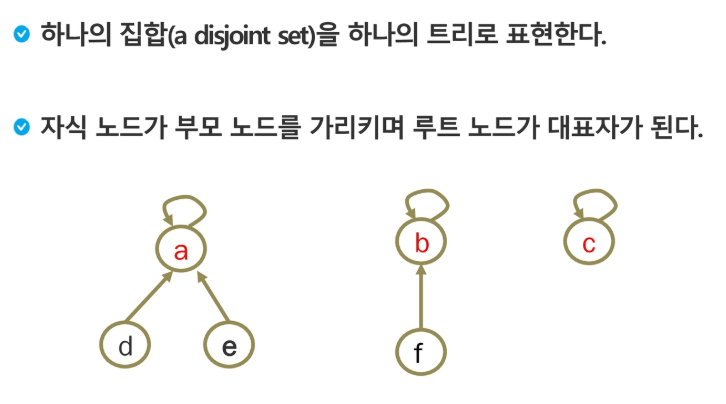 하나의 집합(a disjoint set)을 하나의 트리로 표현한다.
자식 노드가 부모 노드를 가리키며 루트 노드가 대표자가 된다.
a b c
d e f